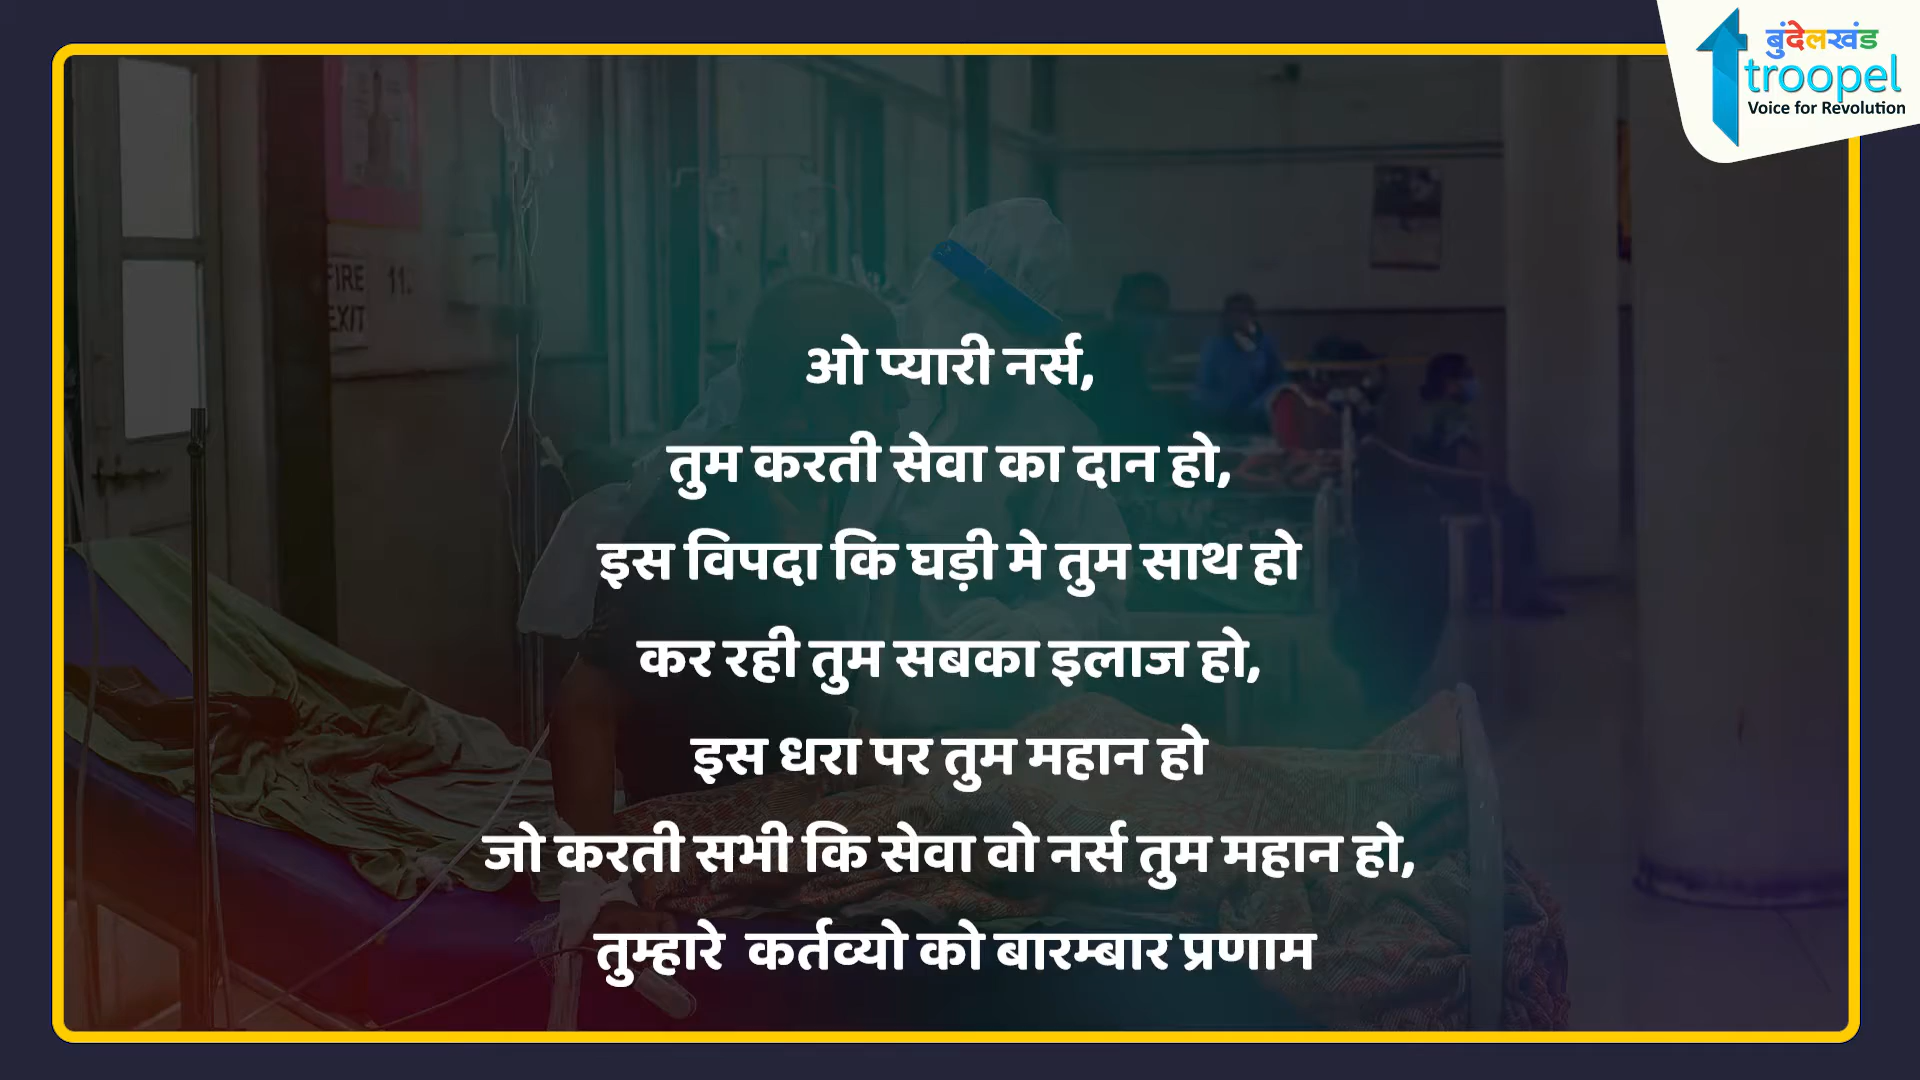 बुंदेलखंड
troopel
Voice for Revolution
FIRE 11.
EXIT
ओ प्यारी नर्स,
तुम करती सेवा का दान हो,
इस विपदा कि घड़ी मे तुम साथ हो
कर रही तुम सबका इलाज हो,
इस धरा पर तुम महान हो
जो करती सभी कि सेवा वो नर्स तुम महान हो,
तुम्हारे कर्तव्यो को बारम्बार प्रणाम